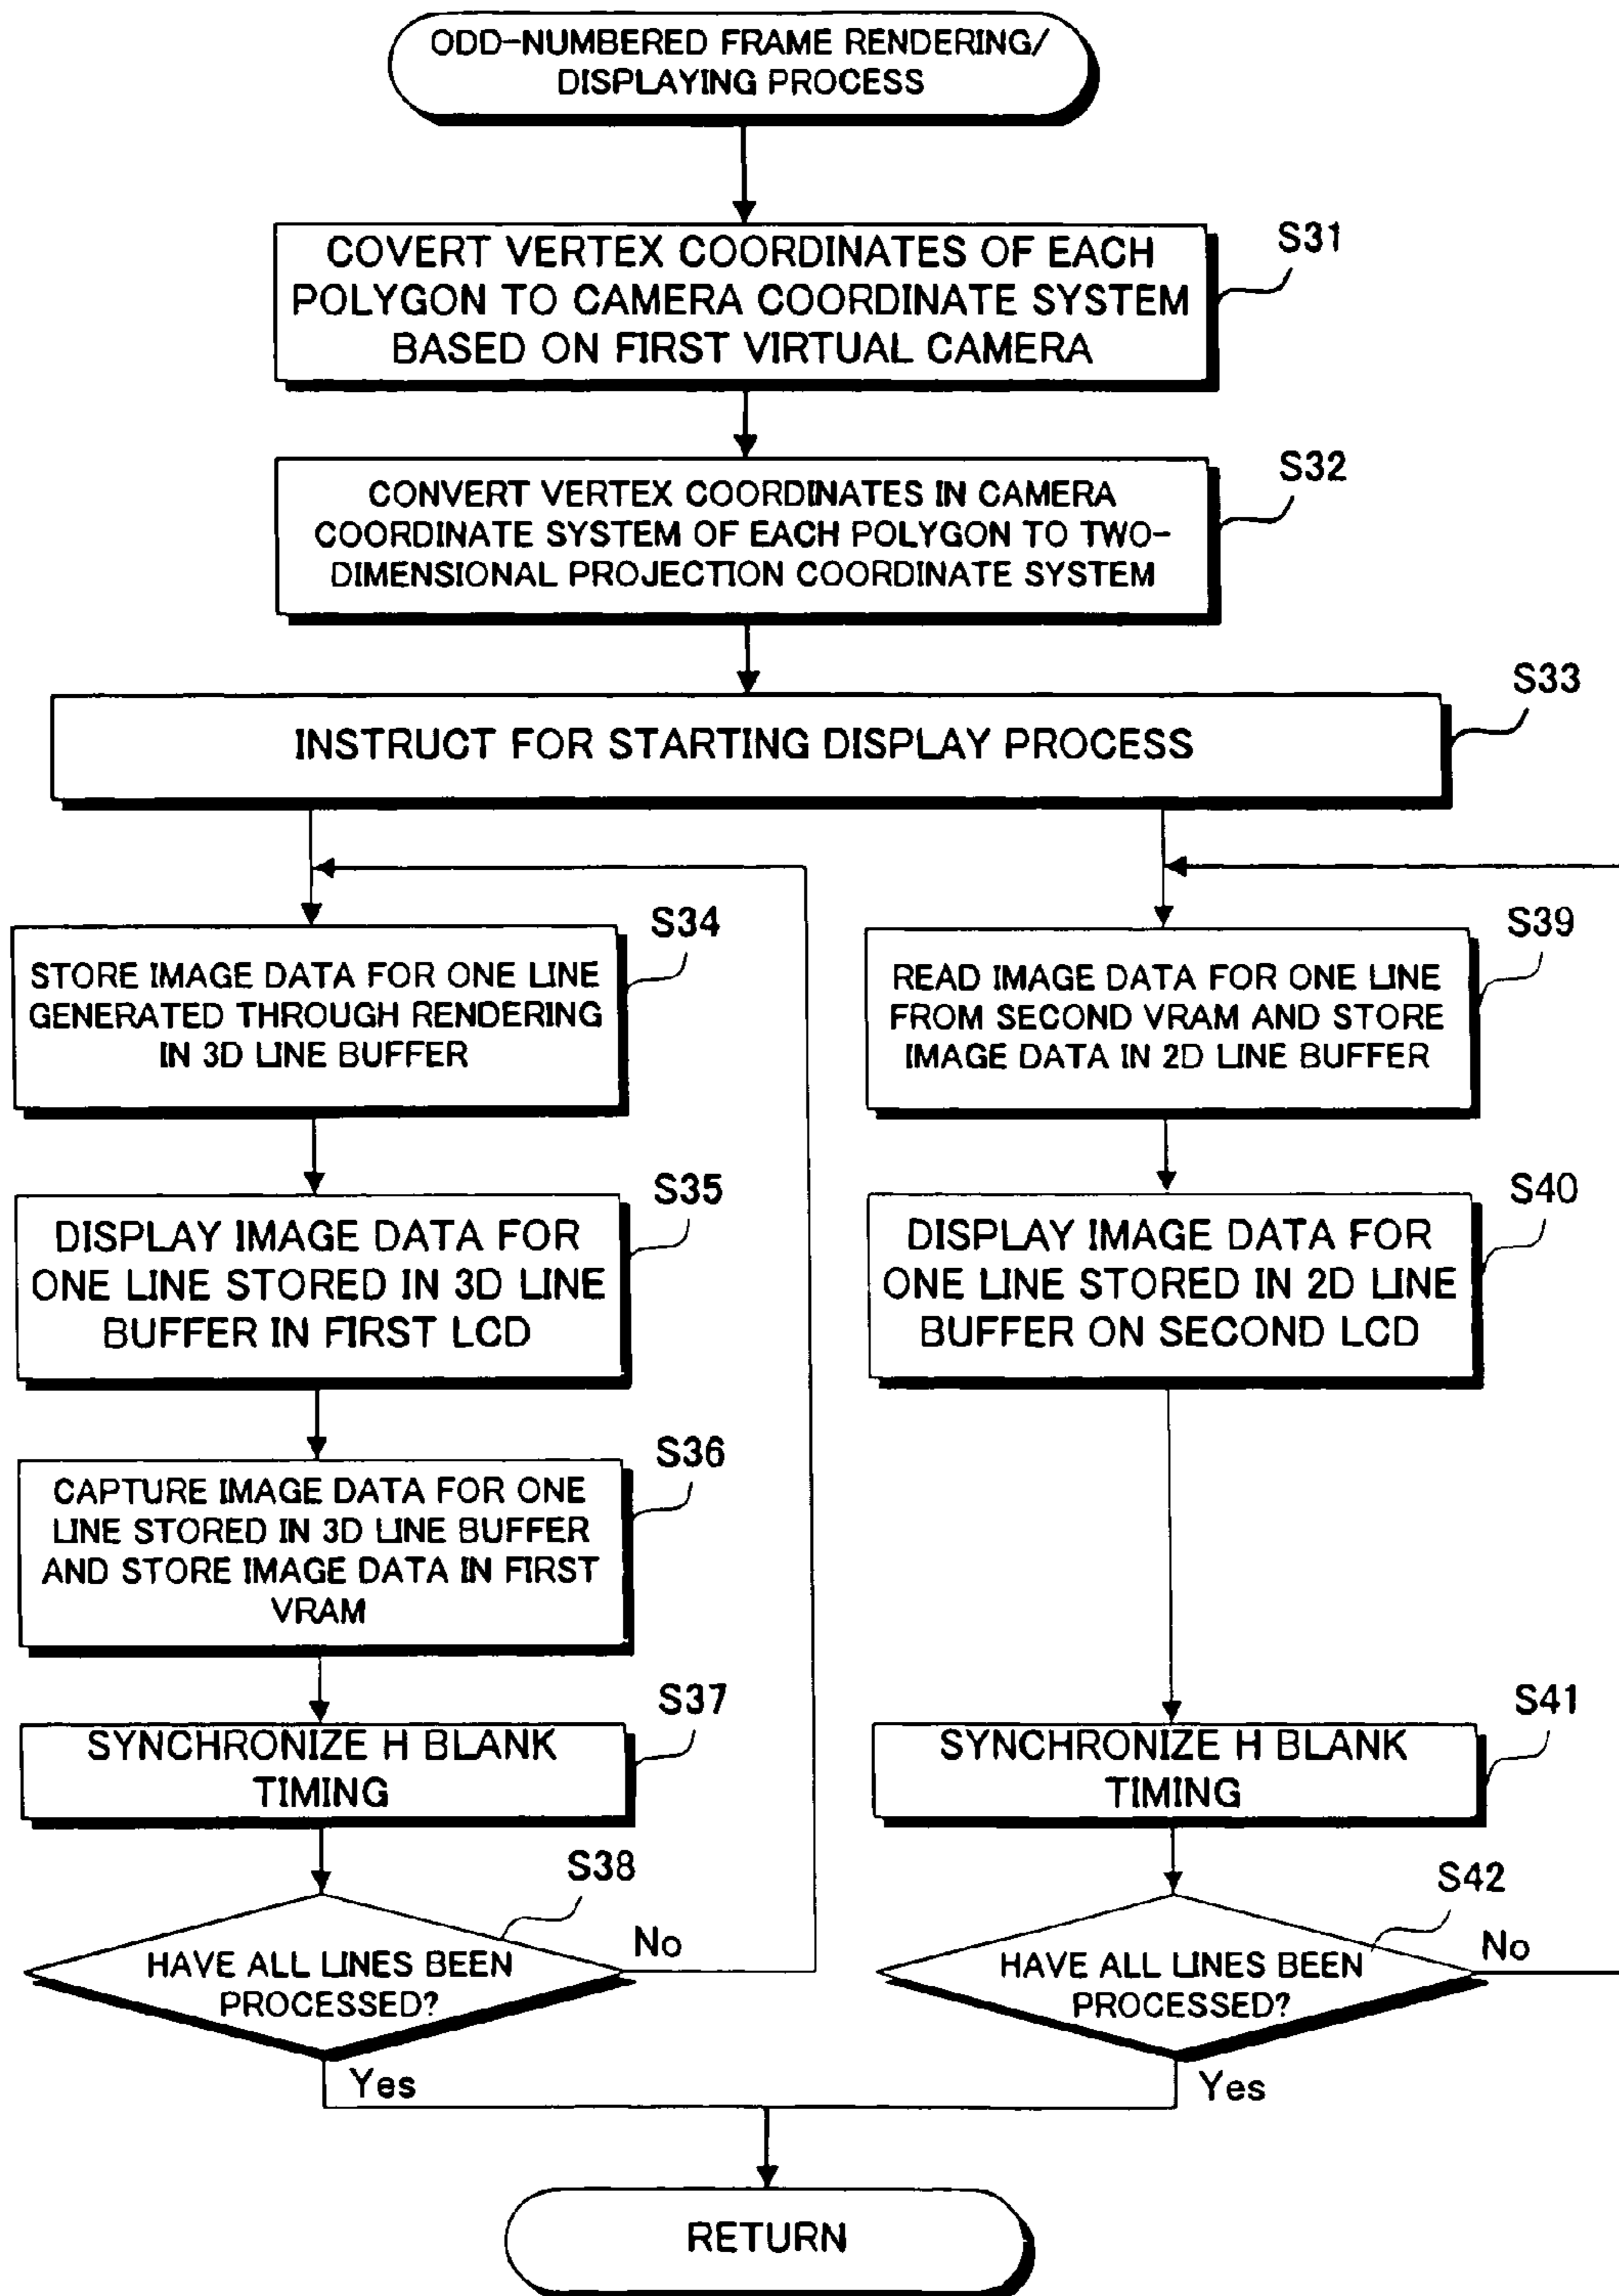 ODD-NUMBERED FRAME RENDERING/
DISPLAYING PROCESS
S31
COVERT VERTEX COORDINATES OF EACH
POLYGON TO CAMERA COORDINATE SYSTEM
BASED ON FIRST VIRTUAL CAMERA
S32
CONVERT VERTEX COORDINATES IN CAMERA
COORDINATE SYSTEM OF EACH POLYGON TO TWO-
DIMENSIONAL PROJECTION COORDINATE SYSTEM
S33
INSTRUCT FOR STARTING DISPLAY PROCESS
S34
STORE IMAGE DATA FOR ONE LINE
GENERATED THROUGH RENDERING
IN 3D LINE BUFFER
S35
DISPLAY IMAGE DATA FOR
ONE LINE STORED IN 3D LINE
BUFFER IN FIRST LCD
S36
CAPTURE IMAGE DATA FOR ONE
LINE STORED IN 3D LINE BUFFER
AND STORE IMAGE DATA IN FIRST
VRAM
S37
SYNCHRONIZE H BLANK
TIMING
S38
HAVE ALL LINES BEEN
PROCESSED?
No
Yes
S39
READ IMAGE DATA FOR ONE LINE
FROM SECOND VRAM AND STORE
IMAGE DATA IN 2D LINE BUFFER
S40
DISPLAY IMAGE DATA FOR
ONE LINE STORED IN 2D LINE
BUFFER ON SECOND LCD
S41
SYNCHRONIZE H BLANK
TIMING
S42
HAVE ALL LINES BEEN
PROCESSED?
No
Yes
RETURN